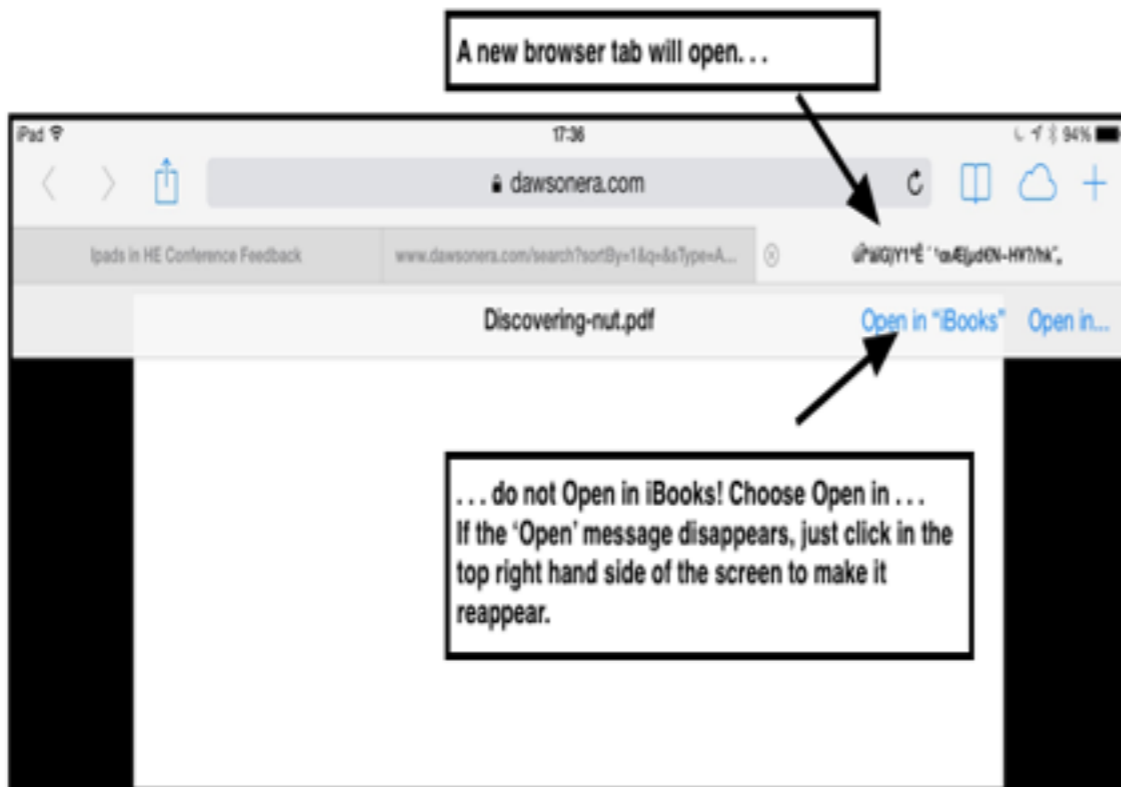 A new browser tab will open. . .
iPad 17:36 94%
dawsonera.com
Ipads in HE Conference Feedback www.dawsonera.com/search?sortBy=1&q=&sType=A...
Discovering-nut.pdf Open in "iBooks" Open in...
. . . do not Open in iBooks! Choose Open in . . .
If the ‘Open’ message disappears, just click in the
top right hand side of the screen to make it
reappear.